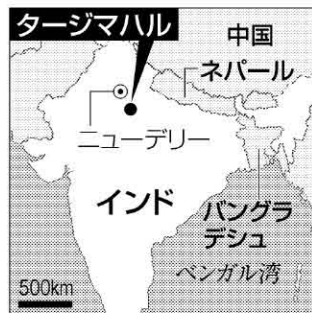 タージマハル
中国
ネパール
ニューデリー
インド
バングラ
デシュ
ベンガル湾
500km